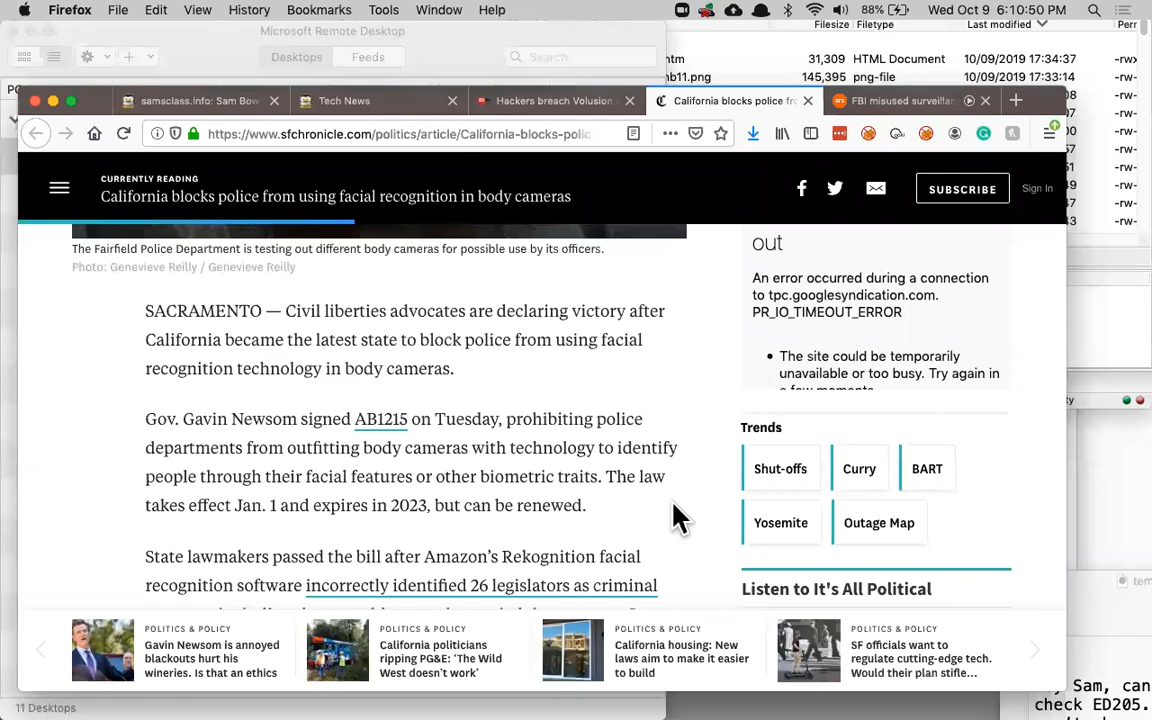 Firefox File Edit View History Bookmarks Tools Window Help 88% Wed Oct 9 6:10:50 PM
Microsoft Remote Desktop
Filesize Filetype Last modified
Desktops Feeds Search
31,309 HTML Document 10/09/2019 17:34:37 -rwx
b11.png 145,395 png-file 10/09/2019 17:33:14 -rwx
samsclass.info: Sam Bow
Tech News
Hackers breach Volusion
California blocks police fro
FBI misused surveillan
https://www.sfchronicle.com/politics/article/California-blocks-polic
CURRENTLY READING
California blocks police from using facial recognition in body cameras
SUBSCRIBE
Sign In
The Fairfield Police Department is testing out different body cameras for possible use by its officers.
Photo: Genevieve Reilly / Genevieve Reilly
SACRAMENTO — Civil liberties advocates are declaring victory after
California became the latest state to block police from using facial
recognition technology in body cameras.
Gov. Gavin Newsom signed AB1215 on Tuesday, prohibiting police
departments from outfitting body cameras with technology to identify
people through their facial features or other biometric traits. The law
takes effect Jan. 1 and expires in 2023, but can be renewed.
State lawmakers passed the bill after Amazon's Rekognition facial
recognition software incorrectly identified 26 legislators as criminal
out
An error occurred during a connection
to tpc.googlesyndication.com.
PR_IO_TIMEOUT_ERROR
• The site could be temporarily
unavailable or too busy. Try again in
a few moments.
Trends
Shut-offs
Curry
BART
Yosemite
Outage Map
Listen to It's All Political
POLITICS & POLICY
Gavin Newsom is annoyed
blackouts hurt his
wineries. Is that an ethics
POLITICS & POLICY
California politicians
ripping PG&E: 'The Wild
West doesn't work'
POLITICS & POLICY
California housing: New
laws aim to make it easier
to build
POLITICS & POLICY
SF officials want to
regulate cutting-edge tech.
Would their plan stifle...
11 Desktops
Sam, can
check ED205.